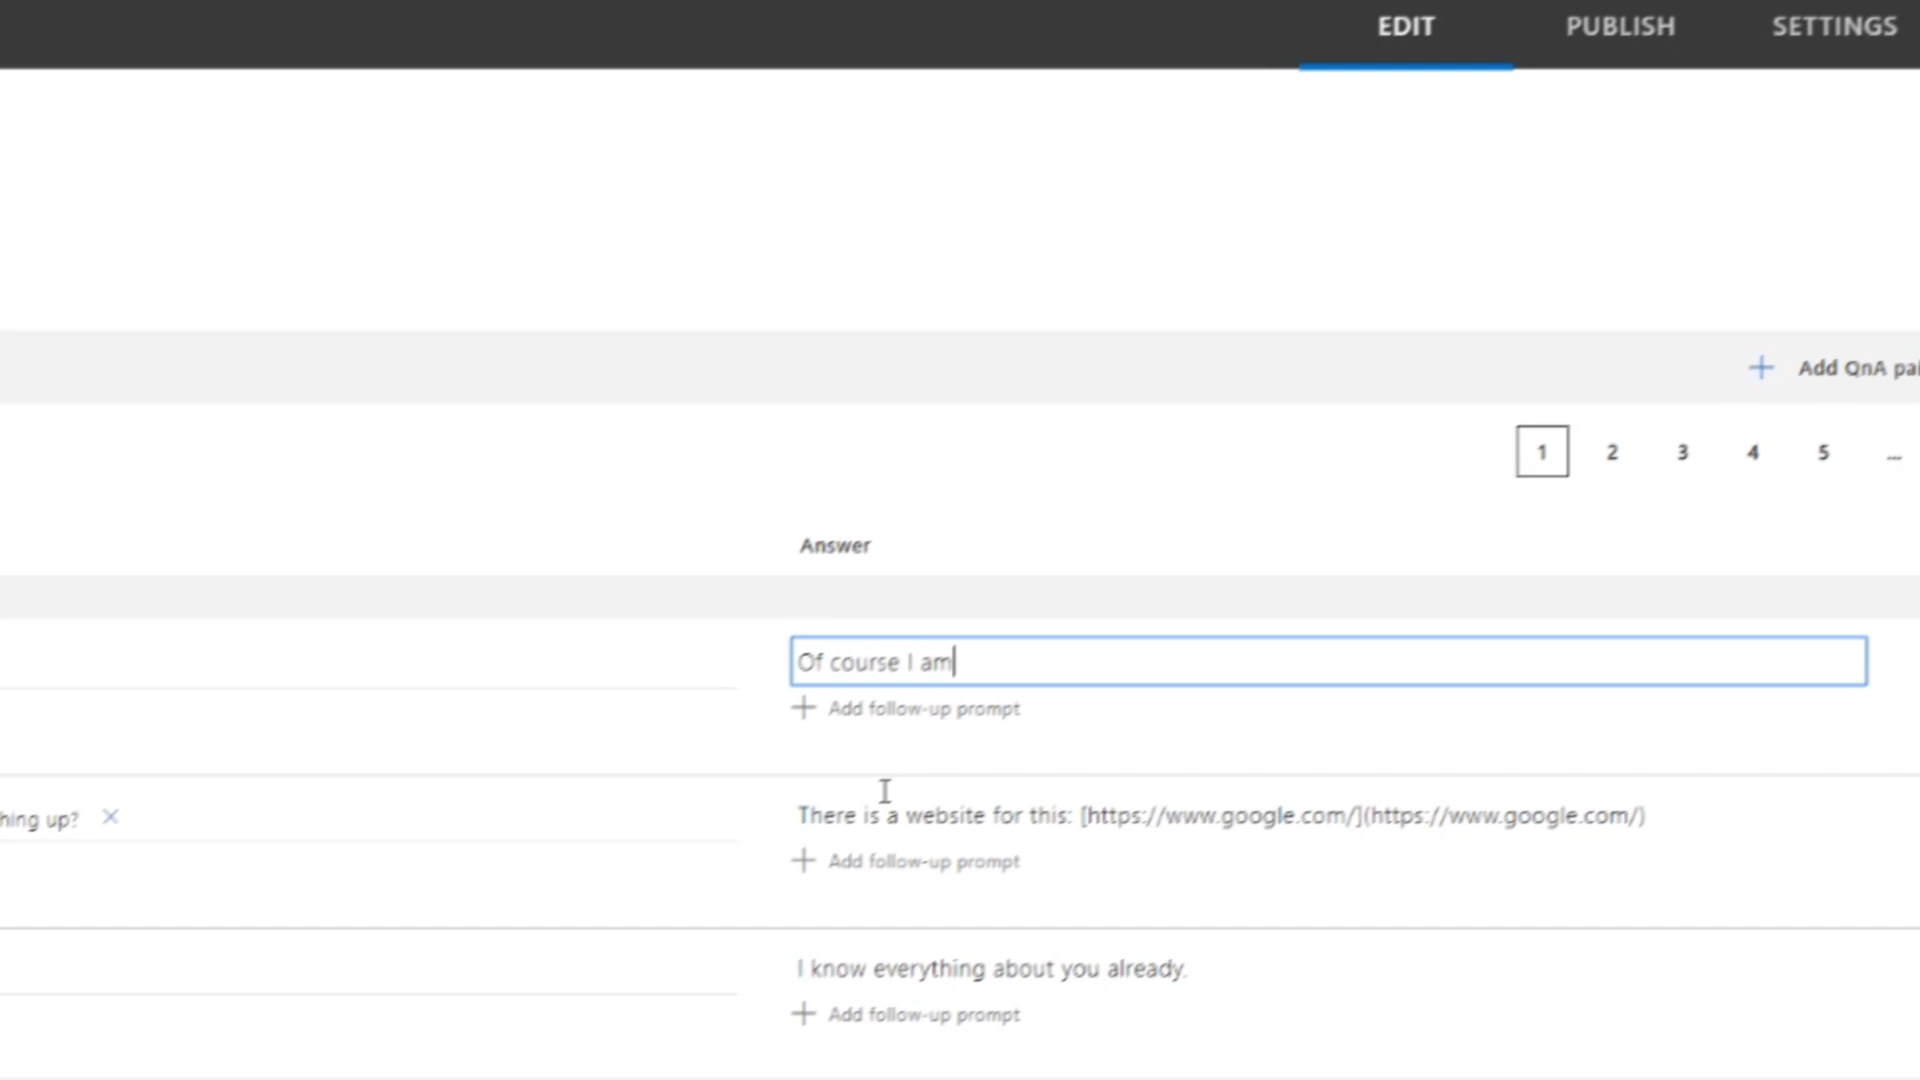 EDIT PUBLISH SETTINGS
Add QnA pai
1 2 3 4 5 ...
Answer
Of course I am
Add follow-up prompt
hing up?
There is a website for this: [https://www.google.com/](https://www.google.com/)
Add follow-up prompt
I know everything about you already.
Add follow-up prompt